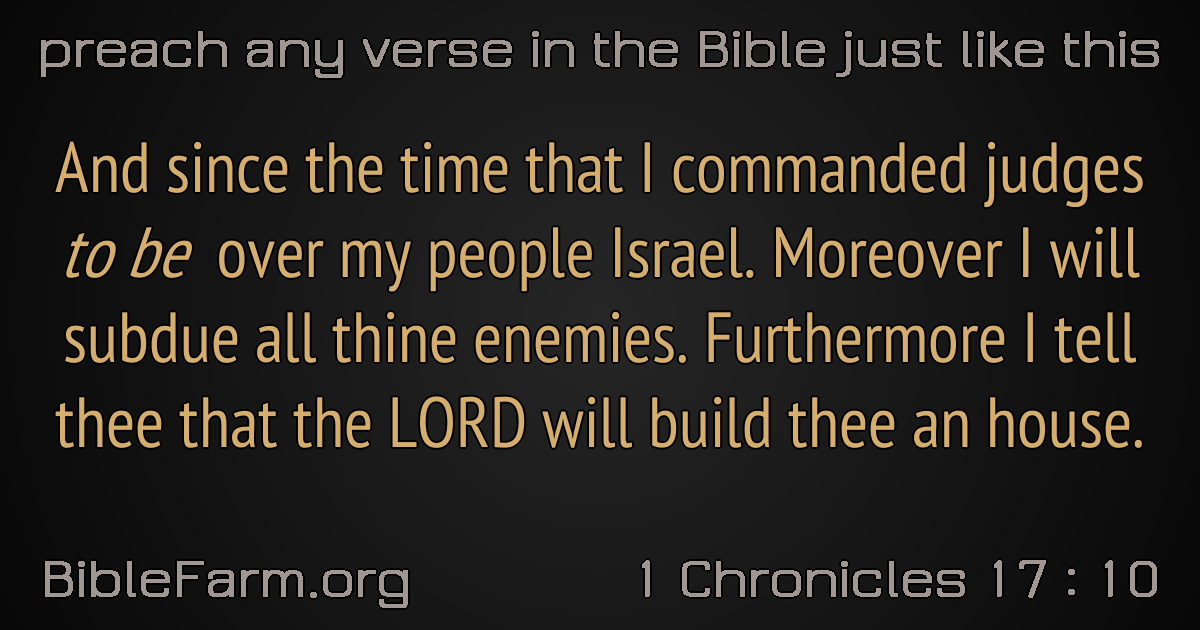 preach any verse in the Bible just like this
And since the time that I commanded judges
to be over my people Israel. Moreover I will
subdue all thine enemies. Furthermore I tell
thee that the LORD will build thee an house.
BibleFarm.org
1 Chronicles 17 : 10